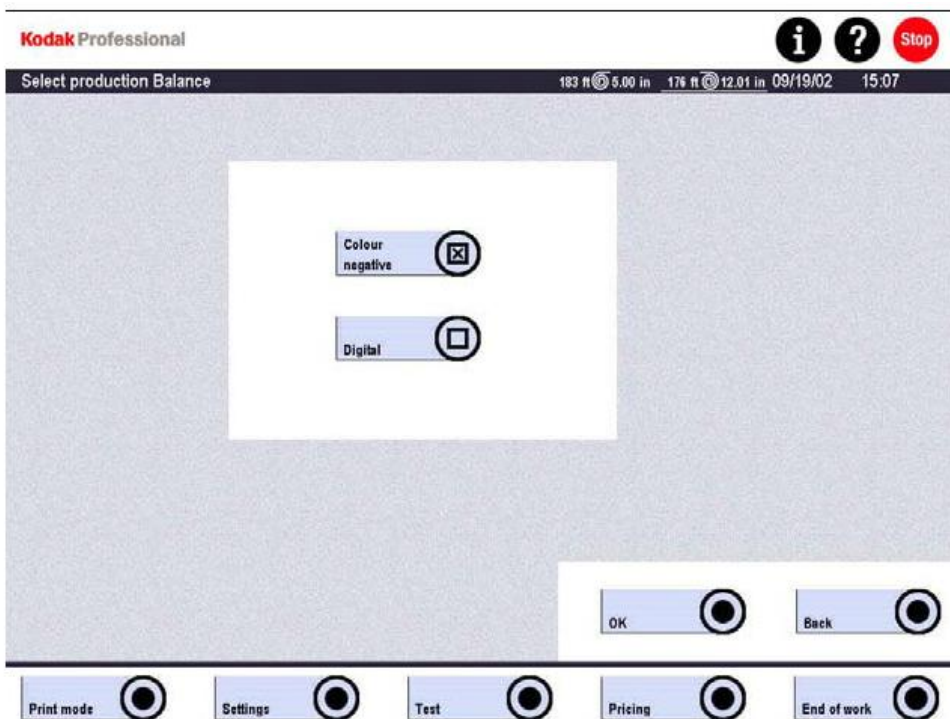 Kodak Professional
i ? Stop
Select production Balance 183 ft 5.00 in 176 ft 12.01 in 09/19/02 15:07
Colour
negative
Digital
OK Back
Print mode Settings Test Pricing End of work